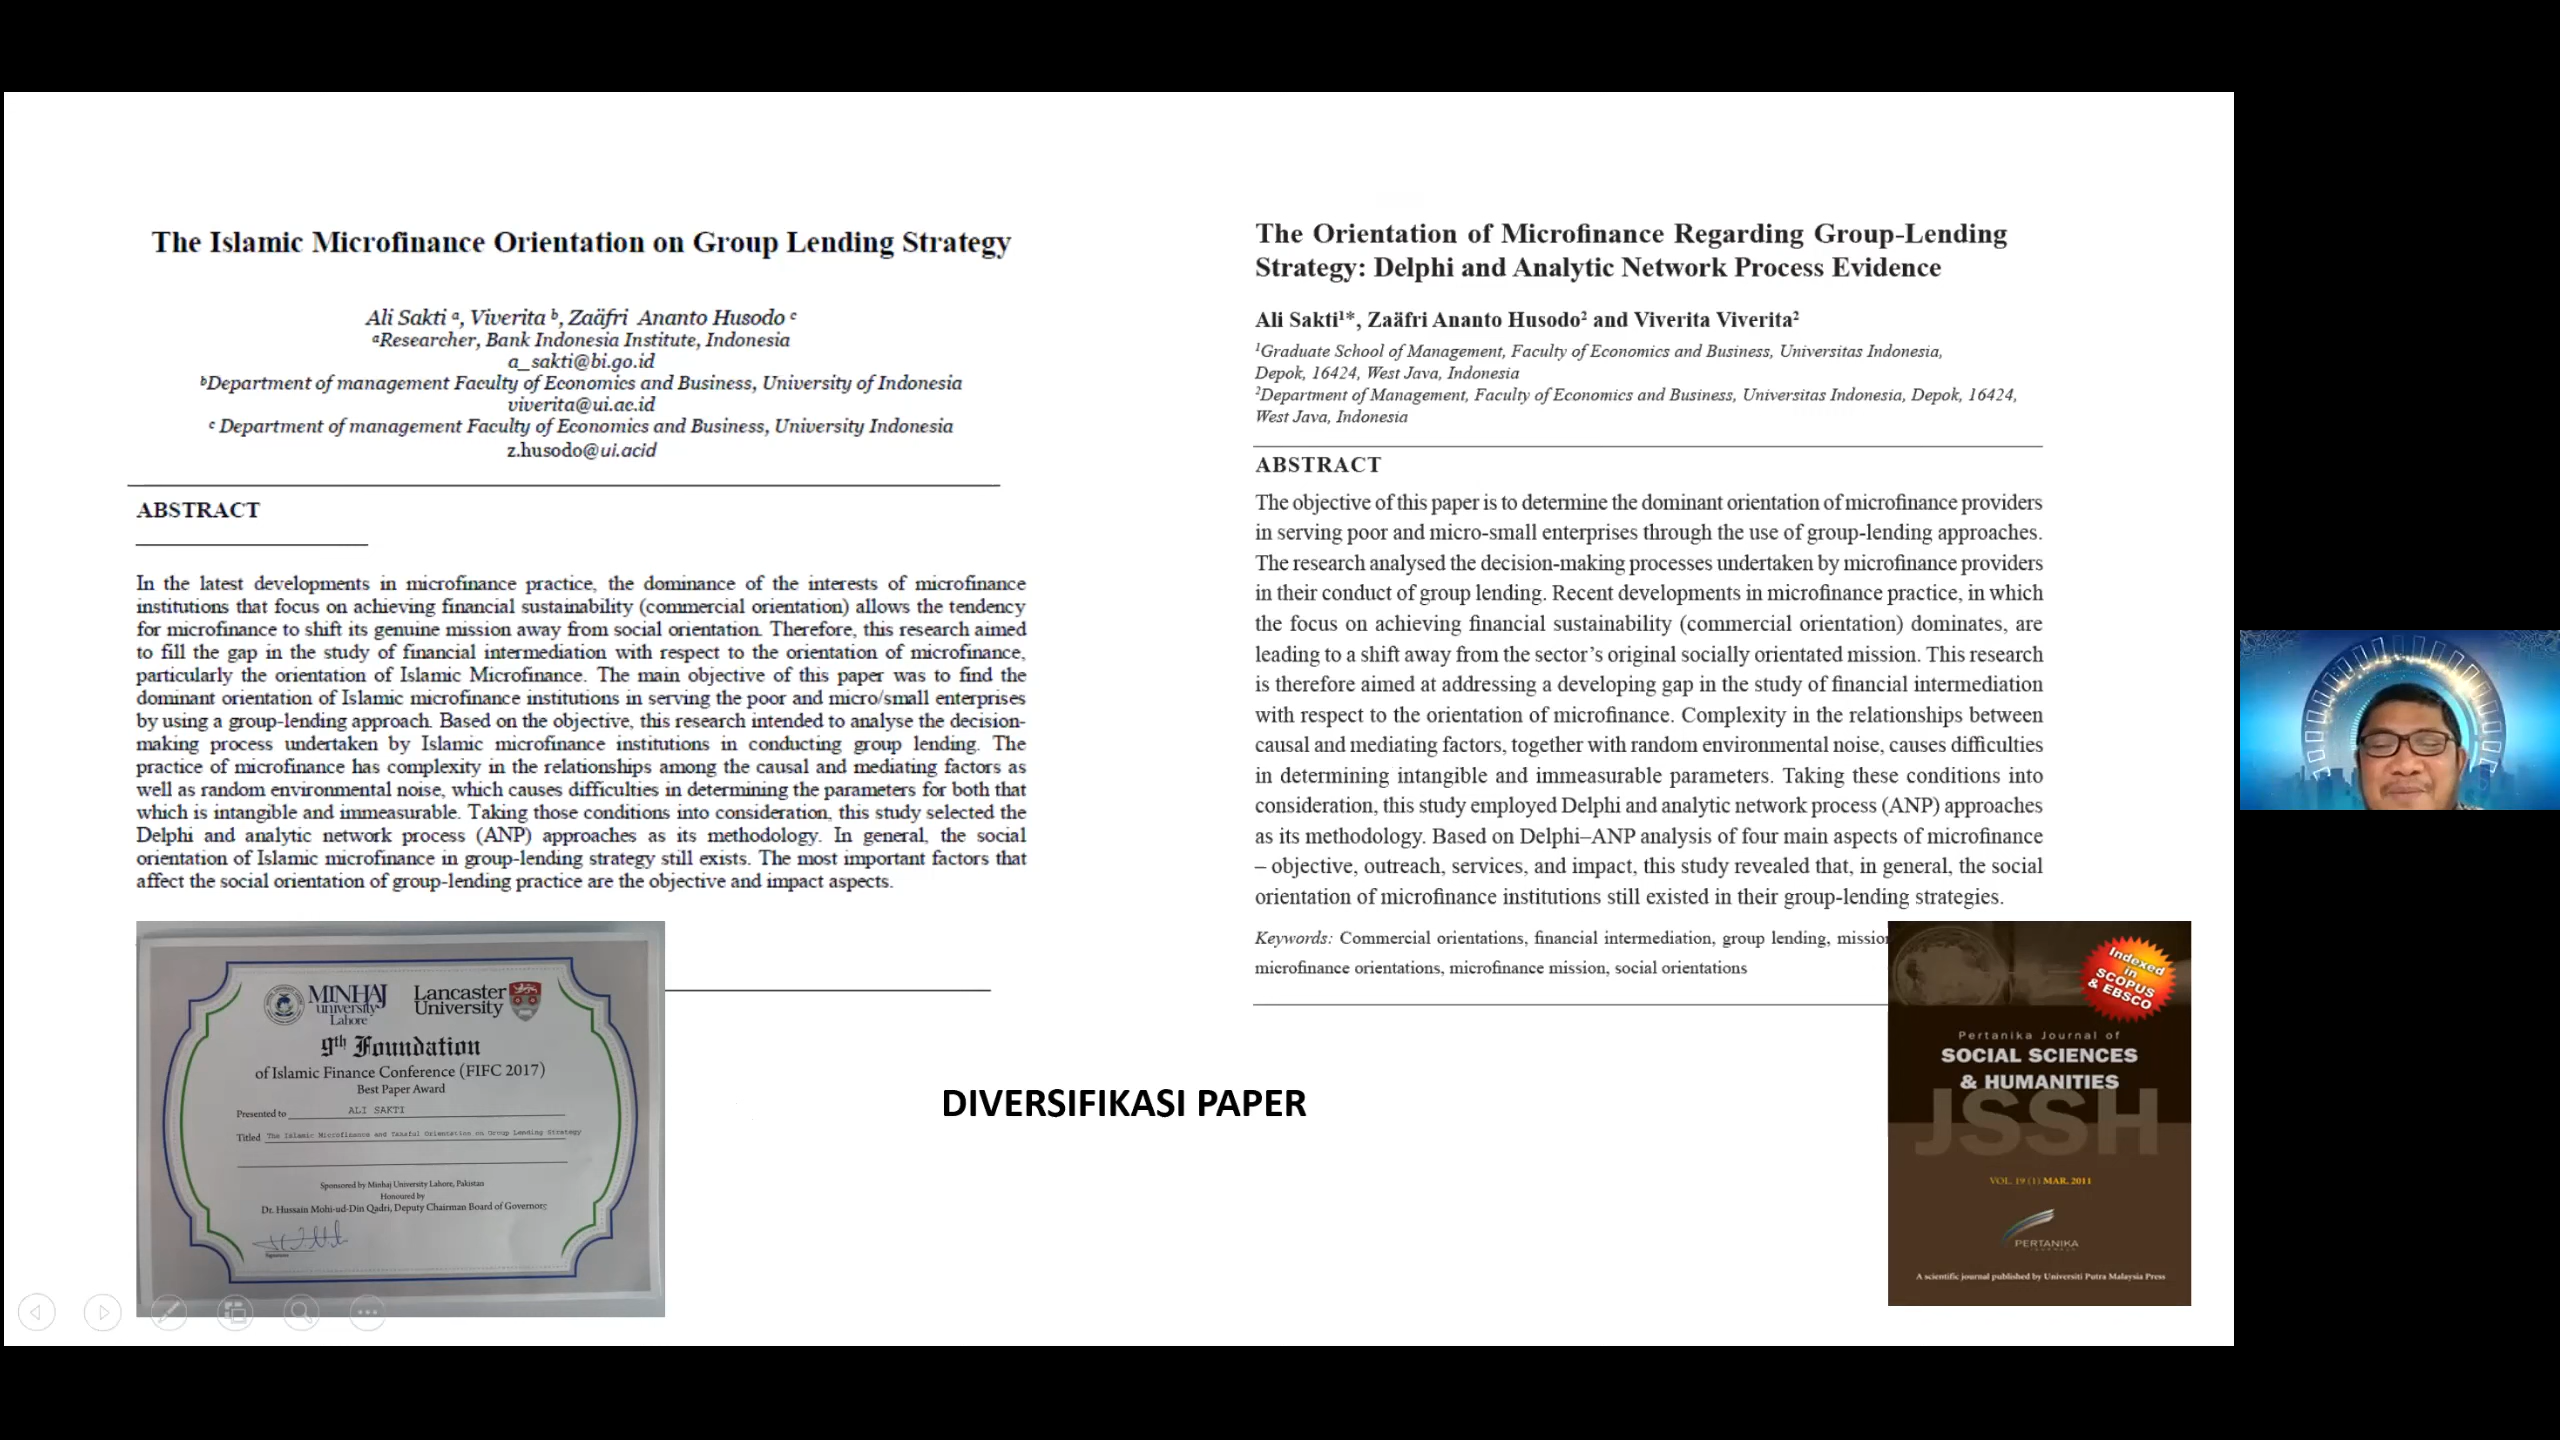 The Islamic Microfinance Orientation on Group Lending Strategy
Ali Sakti a, Viverita b, Zaäfri Ananto Husodo c
aResearcher, Bank Indonesia Institute, Indonesia
a_sakti@bi.go.id
bDepartment of management Faculty of Economics and Business, University of Indonesia
viverita@ui.ac.id
c Department of management Faculty of Economics and Business, University Indonesia
z.husodo@ui.acid
ABSTRACT
In the latest developments in microfinance practice, the dominance of the interests of microfinance
institutions that focus on achieving financial sustainability (commercial orientation) allows the tendency
for microfinance to shift its genuine mission away from social orientation. Therefore, this research aimed
to fill the gap in the study of financial intermediation with respect to the orientation of microfinance,
particularly the orientation of Islamic Microfinance. The main objective of this paper was to find the
dominant orientation of Islamic microfinance institutions in serving the poor and micro/small enterprises
by using a group-lending approach. Based on the objective, this research intended to analyse the decision-
making process undertaken by Islamic microfinance institutions in conducting group lending. The
practice of microfinance has complexity in the relationships among the causal and mediating factors as
well as random environmental noise, which causes difficulties in determining the parameters for both that
which is intangible and immeasurable. Taking those conditions into consideration, this study selected the
Delphi and analytic network process (ANP) approaches as its methodology. In general, the social
orientation of Islamic microfinance in group-lending strategy still exists. The most important factors that
affect the social orientation of group-lending practice are the objective and impact aspects.
MINHAJ
university
Lahore
Lancaster
University
9th Foundation
of Islamic Finance Conference (FIFC 2017)
Best Paper Award
Presented to ALI SAKTI
Titled The Islamic Microfinance and Takaful Orientation on Group Lending Strategy
Sponsored by Minhaj University Lahore, Pakistan
Honoured by
Dr. Hussain Mohi-ud-Din Qadri, Deputy Chairman Board of Governors
Signature
The Orientation of Microfinance Regarding Group-Lending
Strategy: Delphi and Analytic Network Process Evidence
Ali Sakti1*, Zaäfri Ananto Husodo2 and Viverita Viverita2
1Graduate School of Management, Faculty of Economics and Business, Universitas Indonesia,
Depok, 16424, West Java, Indonesia
2Department of Management, Faculty of Economics and Business, Universitas Indonesia, Depok, 16424,
West Java, Indonesia
ABSTRACT
The objective of this paper is to determine the dominant orientation of microfinance providers
in serving poor and micro-small enterprises through the use of group-lending approaches.
The research analysed the decision-making processes undertaken by microfinance providers
in their conduct of group lending. Recent developments in microfinance practice, in which
the focus on achieving financial sustainability (commercial orientation) dominates, are
leading to a shift away from the sector's original socially orientated mission. This research
is therefore aimed at addressing a developing gap in the study of financial intermediation
with respect to the orientation of microfinance. Complexity in the relationships between
causal and mediating factors, together with random environmental noise, causes difficulties
in determining intangible and immeasurable parameters. Taking these conditions into
consideration, this study employed Delphi and analytic network process (ANP) approaches
as its methodology. Based on Delphi–ANP analysis of four main aspects of microfinance
– objective, outreach, services, and impact, this study revealed that, in general, the social
orientation of microfinance institutions still existed in their group-lending strategies.
Keywords: Commercial orientations, financial intermediation, group lending, mission
microfinance orientations, microfinance mission, social orientations
Indexed
in
SCOPUS
& EBSCO
Pertanika Journal of
SOCIAL SCIENCES
& HUMANITIES
JSSH
VOL. 19 (1) MAR. 2011
PERTANIKA
JOURNALS
A scientific journal published by Universiti Putra Malaysia Press
DIVERSIFIKASI PAPER